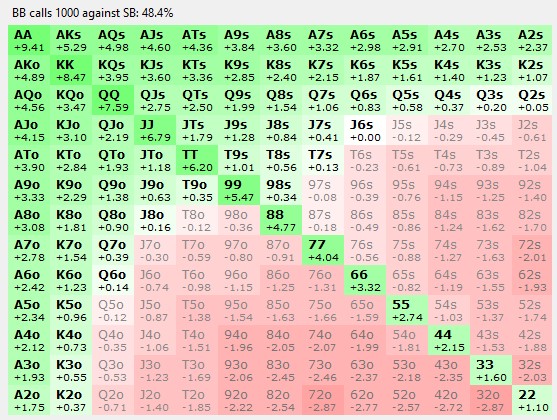 BB calls 1000 against SB: 48.4%
AA AKs AQs AJs ATs A9s A8s A7s A6s A5s A4s A3s A2s
+9.41 +5.29 +4.98 +4.60 +4.36 +3.84 +3.60 +3.32 +2.98 +2.91 +2.70 +2.53 +2.37
AKo KK KQs KJs KTs K9s K8s K7s K6s K5s K4s K3s K2s
+4.89 +8.47 +3.95 +3.60 +3.36 +2.85 +2.40 +2.15 +1.87 +1.61 +1.40 +1.23 +1.07
AQo KQo QQ QJs QTs Q9s Q8s Q7s Q6s Q5s Q4s Q3s Q2s
+4.56 +3.47 +7.59 +2.75 +2.50 +1.99 +1.54 +1.06 +0.83 +0.58 +0.37 +0.20 +0.05
AJo KJo QJo JJ JTs J9s J8s J7s J6s J5s J4s J3s J2s
+4.15 +3.10 +2.19 +6.79 +1.79 +1.28 +0.84 +0.41 +0.00 -0.12 -0.29 -0.45 -0.61
ATo KTo QTo JTo TT T9s T8s T7s T6s T5s T4s T3s T2s
+3.90 +2.84 +1.93 +1.18 +6.20 +1.01 +0.56 +0.13 -0.23 -0.61 -0.73 -0.89 -1.04
A9o K9o Q9o J9o T9o 99 98s 97s 96s 95s 94s 93s 92s
+3.33 +2.29 +1.38 +0.63 +0.35 +5.47 +0.34 -0.08 -0.39 -0.76 -1.15 -1.25 -1.40
A8o K8o Q8o J8o T8o 98o 88 87s 86s 85s 84s 83s 82s
+3.08 +1.81 +0.90 +0.16 -0.12 -0.36 +4.77 -0.18 -0.49 -0.86 -1.24 -1.62 -1.70
A7o K7o Q7o J7o T7o 97o 87o 77 76s 75s 74s 73s 72s
+2.78 +1.54 +0.39 -0.30 -0.59 -0.80 -0.91 +4.04 -0.56 -0.88 -1.27 -1.65 -2.01
A6o K6o Q6o J6o T6o 96o 86o 76o 66 65s 64s 63s 62s
+2.42 +1.23 +0.14 -0.74 -0.98 -1.15 -1.25 -1.31 +3.32 -0.82 -1.19 -1.55 -1.93
A5o K5o Q5o J5o T5o 95o 85o 75o 65o 55 54s 53s 52s
+2.34 +0.96 -0.12 -0.87 -1.38 -1.54 -1.63 -1.66 -1.59 +2.74 -1.03 -1.37 -1.74
A4o K4o Q4o J4o T4o 94o 84o 74o 64o 54o 44 43s 42s
+2.12 +0.73 -0.35 -1.06 -1.51 -1.96 -2.05 -2.07 -1.99 -1.81 +2.15 -1.53 -1.88
A3o K3o Q3o J3o T3o 93o 83o 73o 63o 53o 43o 33 32s
+1.93 +0.55 -0.53 -1.23 -1.69 -2.06 -2.45 -2.46 -2.37 -2.18 -2.35 +1.60 -2.03
A2o K2o Q2o J2o T2o 92o 82o 72o 62o 52o 42o 32o 22
+1.75 +0.37 -0.71 -1.40 -1.85 -2.22 -2.54 -2.87 -2.77 -2.57 -2.72 -2.87 +1.10